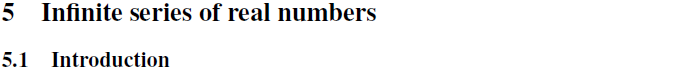 5 Infinite series of real numbers
5.1 Introduction